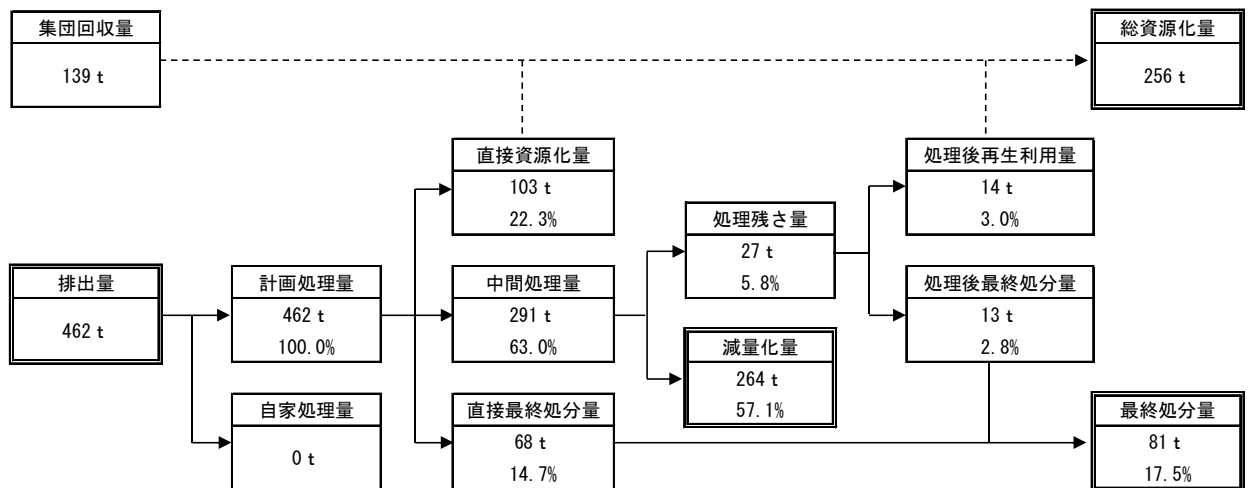 集団回収量
139 t
総資源化量
256 t
直接資源化量
103 t
22.3%
処理後再生利用量
14 t
3.0%
処理残さ量
27 t
5.8%
排出量
462 t
計画処理量
462 t
100.0%
中間処理量
291 t
63.0%
処理後最終処分量
13 t
2.8%
減量化量
264 t
57.1%
自家処理量
0 t
直接最終処分量
68 t
14.7%
最終処分量
81 t
17.5%